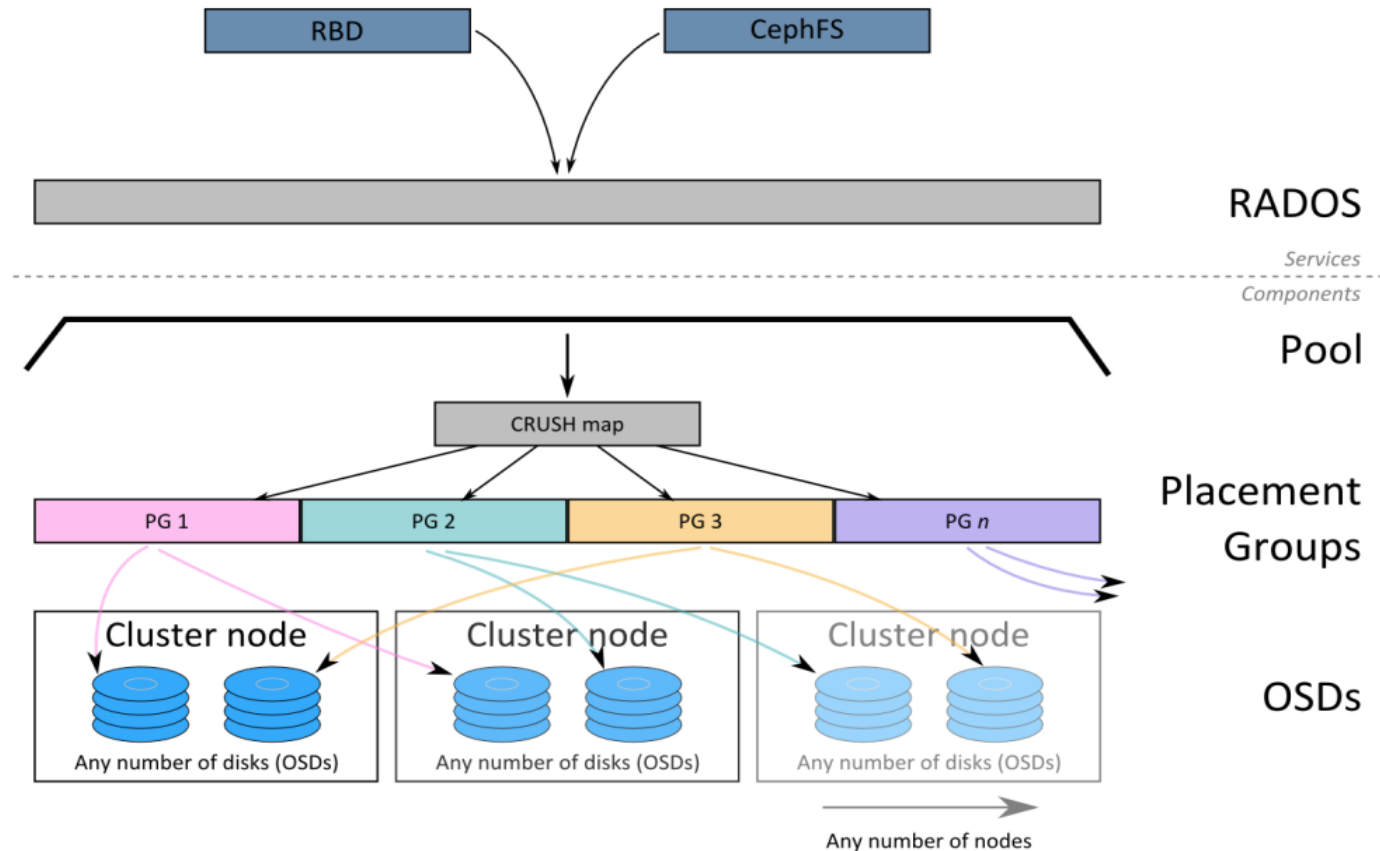 RBD
CephFS
RADOS
Services
Components
Pool
CRUSH map
Placement
Groups
PG 1
PG 2
PG 3
PG n
Cluster node
Cluster node
Cluster node
OSDs
Any number of disks (OSDs)
Any number of disks (OSDs)
Any number of disks (OSDs)
Any number of nodes